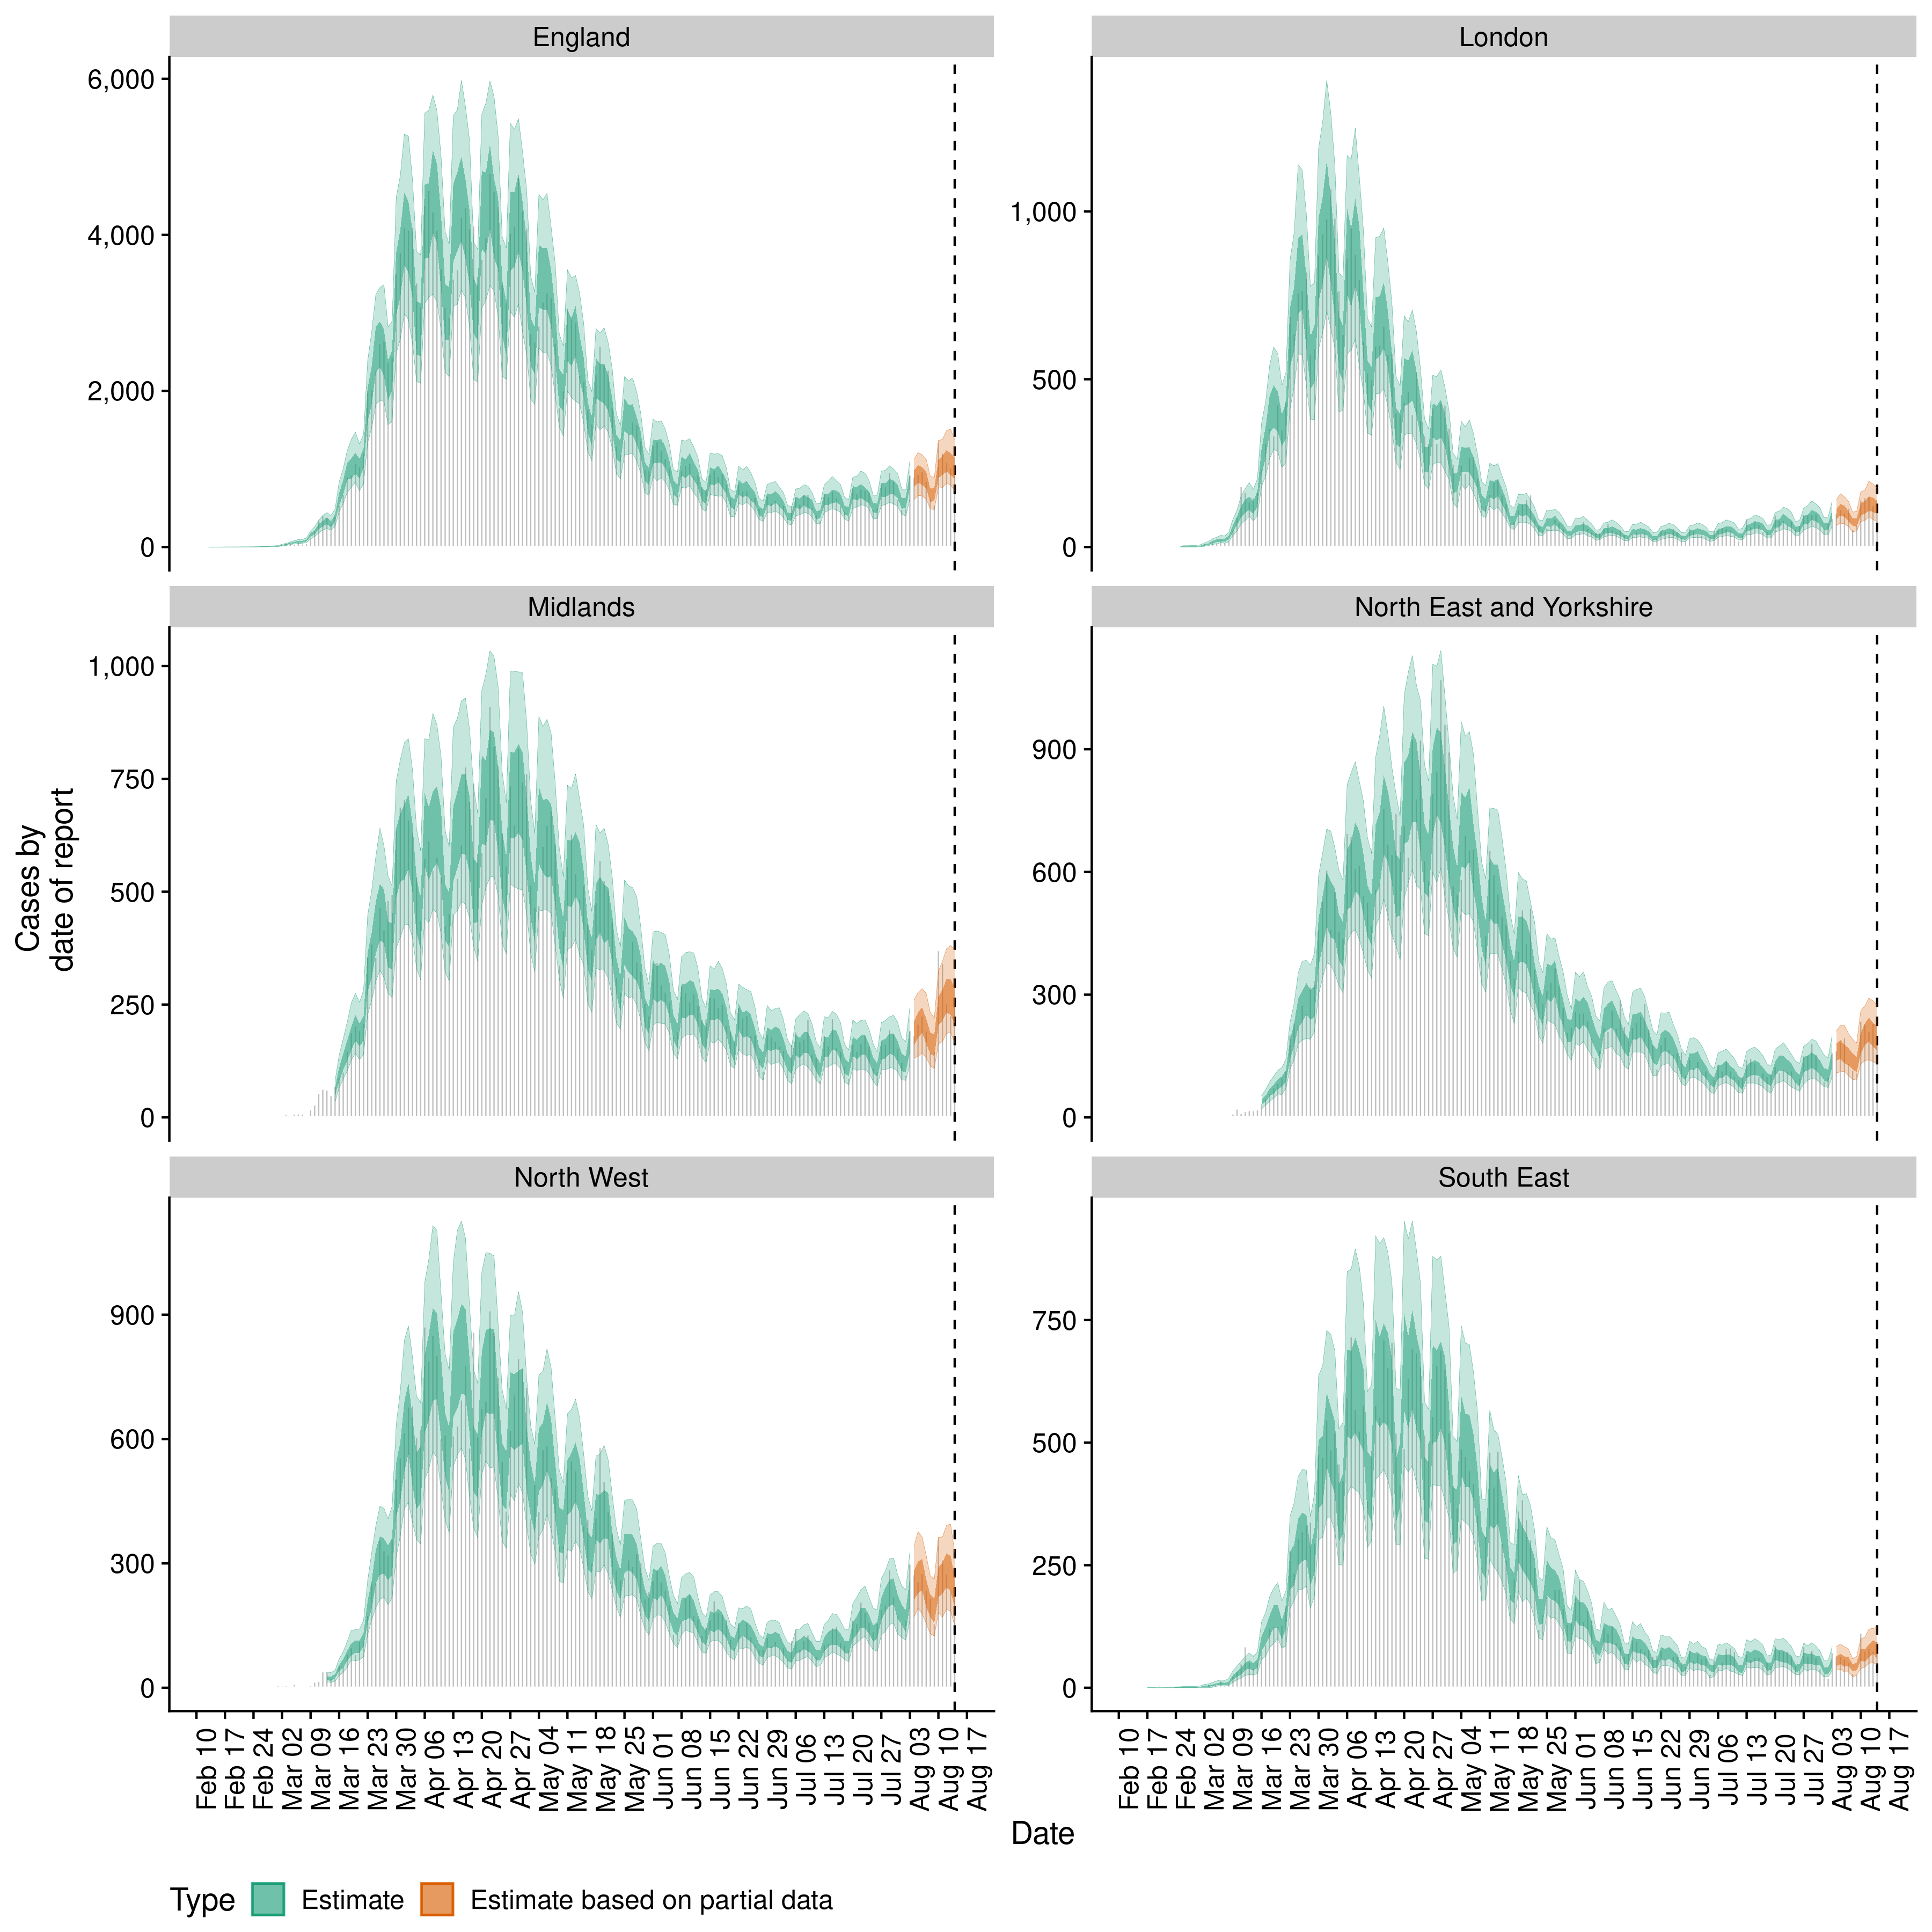 England
London
6,000
4,000
2,000
0
1,000
500
0
Midlands
North East and Yorkshire
1,000
750
500
250
0
900
600
300
0
Cases by
date of report
North West
South East
900
600
300
0
750
500
250
0
Feb 10
Feb 17
Feb 24
Mar 02
Mar 09
Mar 16
Mar 23
Mar 30
Apr 06
Apr 13
Apr 20
Apr 27
May 04
May 11
May 18
May 25
Jun 01
Jun 08
Jun 15
Jun 22
Jun 29
Jul 06
Jul 13
Jul 20
Jul 27
Aug 03
Aug 10
Aug 17
Feb 10
Feb 17
Feb 24
Mar 02
Mar 09
Mar 16
Mar 23
Mar 30
Apr 06
Apr 13
Apr 20
Apr 27
May 04
May 11
May 18
May 25
Jun 01
Jun 08
Jun 15
Jun 22
Jun 29
Jul 06
Jul 13
Jul 20
Jul 27
Aug 03
Aug 10
Aug 17
Date
Type Estimate Estimate based on partial data